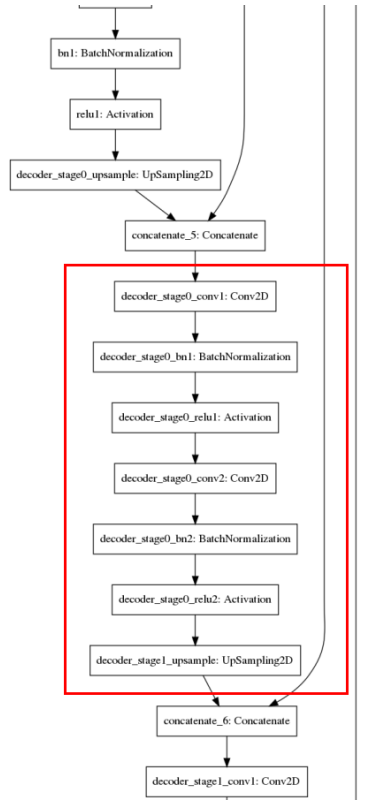 bn1: BatchNormalization
relu1: Activation
decoder_stage0_upsample: UpSampling2D
concatenate_5: Concatenate
decoder_stage0_conv1: Conv2D
decoder_stage0_bn1: BatchNormalization
decoder_stage0_relu1: Activation
decoder_stage0_conv2: Conv2D
decoder_stage0_bn2: BatchNormalization
decoder_stage0_relu2: Activation
decoder_stage1_upsample: UpSampling2D
concatenate_6: Concatenate
decoder_stage1_conv1: Conv2D